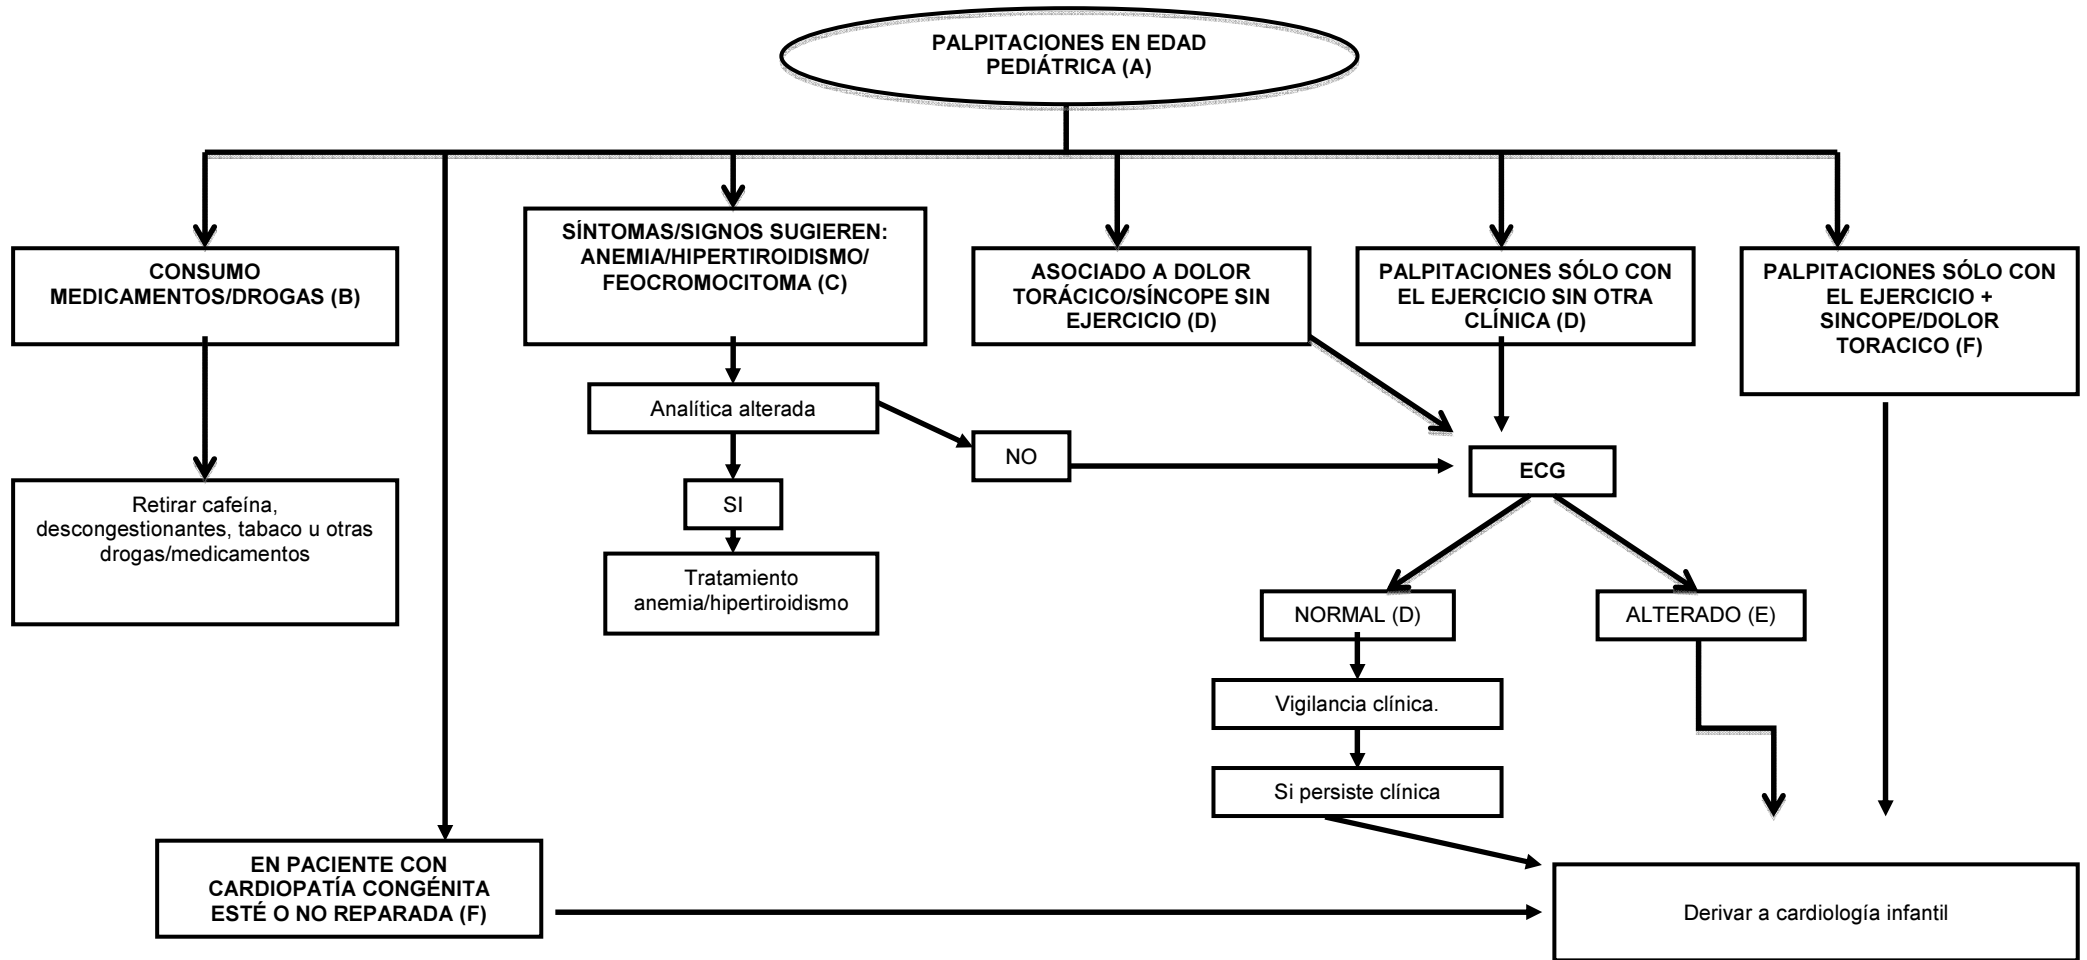 PALPITACIONES EN EDAD
PEDIÁTRICA (A)
CONSUMO
MEDICAMENTOS/DROGAS (B)
SÍNTOMAS/SIGNOS SUGIEREN:
ANEMIA/HIPERTIROIDISMO/
FEOCROMOCITOMA (C)
ASOCIADO A DOLOR
TORÁCICO/SÍNCOPE SIN
EJERCICIO (D)
PALPITACIONES SÓLO CON
EL EJERCICIO SIN OTRA
CLÍNICA (D)
PALPITACIONES SÓLO CON
EL EJERCICIO +
SINCOPE/DOLOR
TORACICO (F)
Analítica alterada
NO
ECG
SI
Retirar cafeína,
descongestionantes, tabaco u otras
drogas/medicamentos
Tratamiento
anemia/hipertiroidismo
NORMAL (D)
ALTERADO (E)
Vigilancia clínica.
Si persiste clínica
EN PACIENTE CON
CARDIOPATÍA CONGÉNITA
ESTÉ O NO REPARADA (F)
Derivar a cardiología infantil